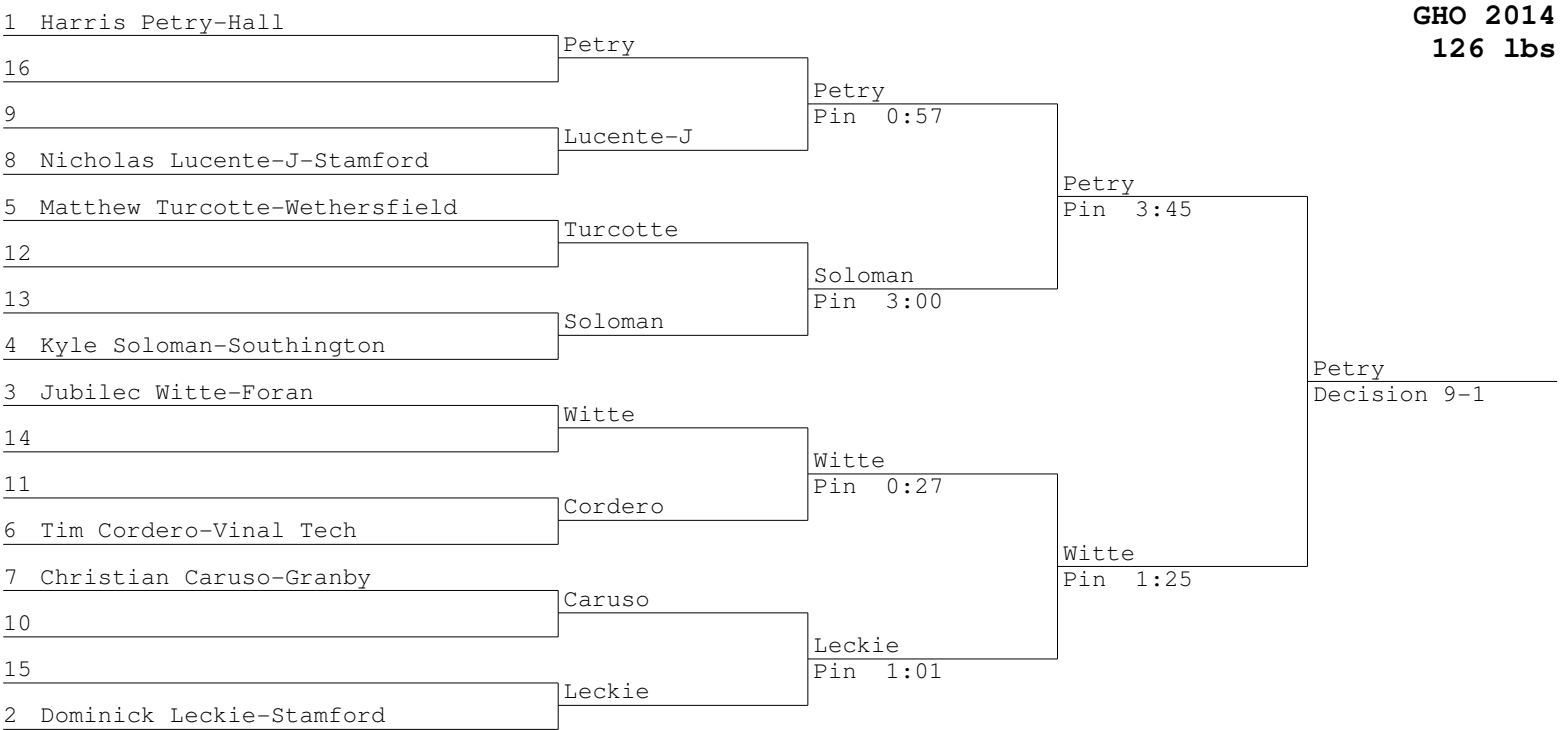 GHO 2014
126 lbs
1 Harris Petry-Hall
16
9
8 Nicholas Lucente-J-Stamford
5 Matthew Turcotte-Wethersfield
12
13
4 Kyle Soloman-Southington
3 Jubilec Witte-Foran
14
11
6 Tim Cordero-Vinal Tech
7 Christian Caruso-Granby
10
15
2 Dominick Leckie-Stamford
Petry
Lucente-J
Turcotte
Soloman
Witte
Cordero
Caruso
Leckie
Petry
Pin 0:57
Soloman
Pin 3:00
Witte
Pin 0:27
Leckie
Pin 1:01
Petry
Pin 3:45
Witte
Pin 1:25
Petry
Decision 9-1